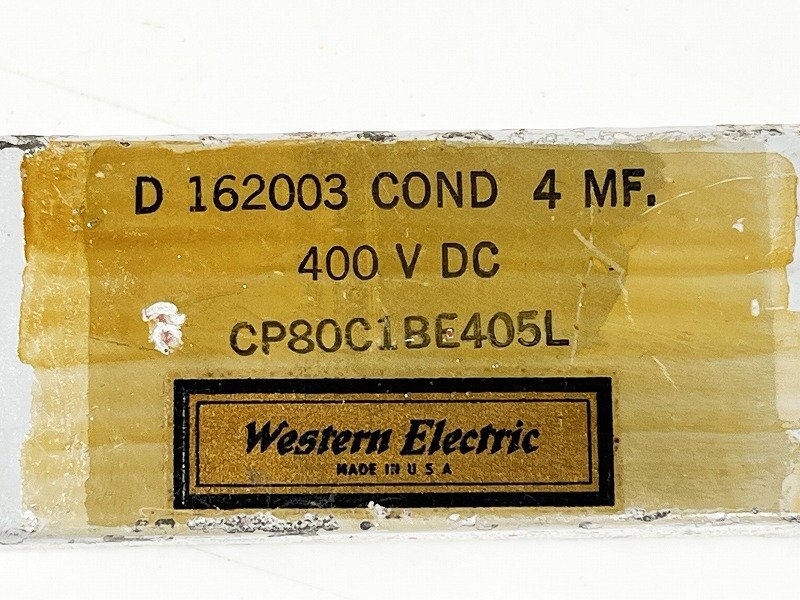 D 162003 COND 4 MF.
400 V DC
CP80C1BE405L
Western Electric
MADE IN U S A